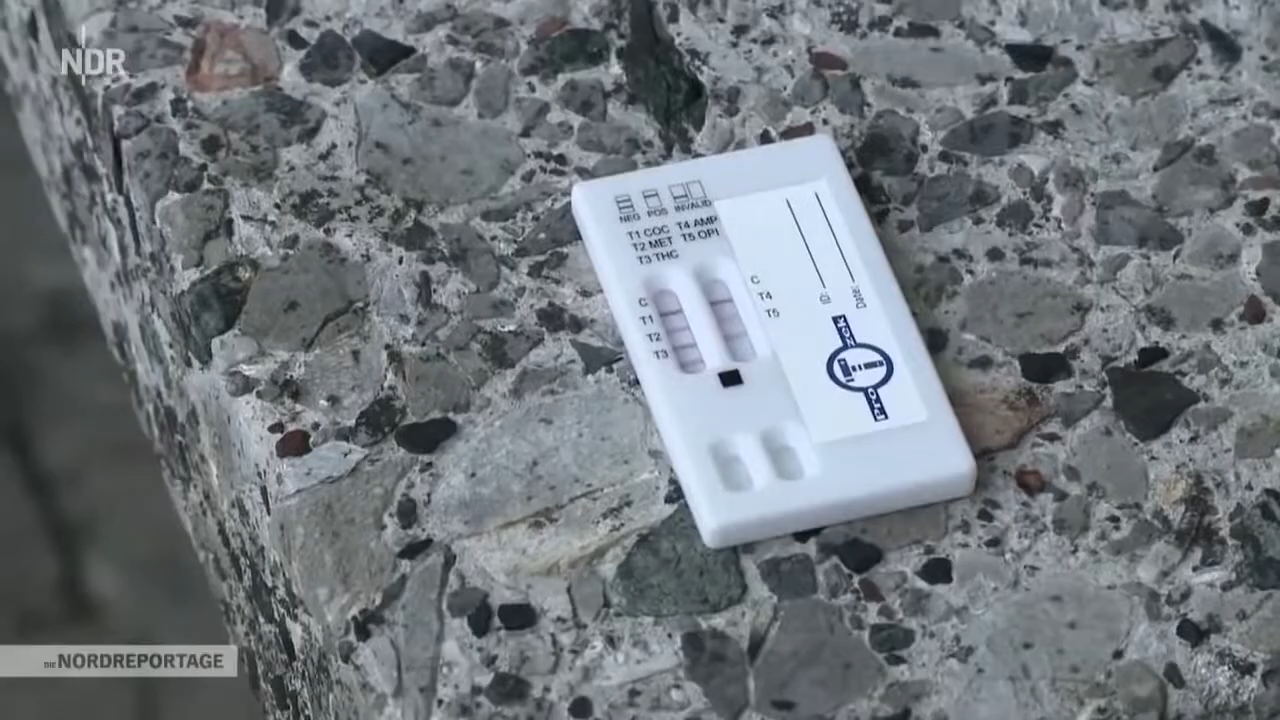 NDR
NEG POS INVALID
T1 COC T4 AMP
T2 MET T5 OPI
T3 THC
C
T1
T2
T3
C
T4
T5
ID:
Date:
DIE NORDREPORTAGE